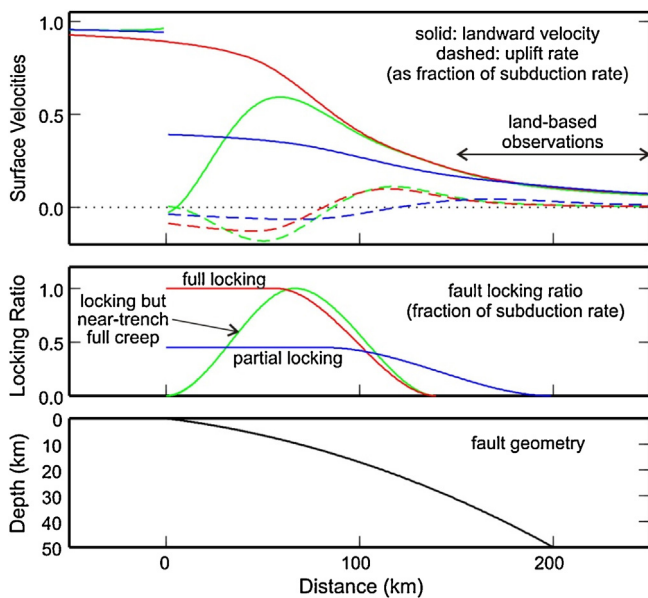 1.0
0.5
0.0
Surface Velocities
solid: landward velocity
dashed: uplift rate
(as fraction of subduction rate)
land-based
observations
1.0
0.5
0.0
Locking Ratio
full locking
locking but
near-trench
full creep
partial locking
fault locking ratio
(fraction of subduction rate)
0
10
20
30
40
50
Depth (km)
fault geometry
0 100 200
Distance (km)